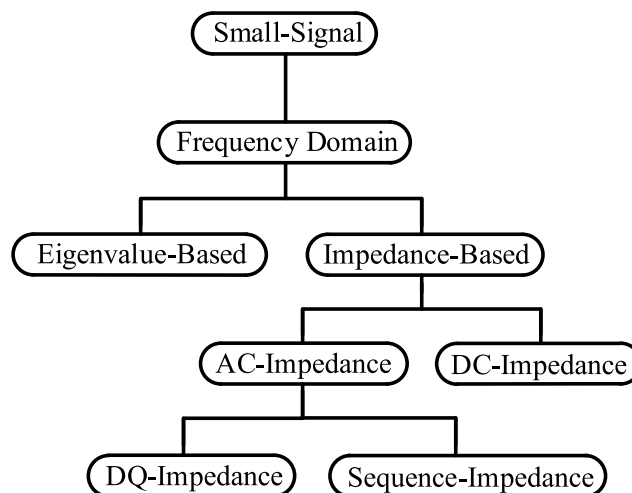 Small-Signal
Frequency Domain
Eigenvalue-Based
Impedance-Based
AC-Impedance
DC-Impedance
DQ-Impedance
Sequence-Impedance